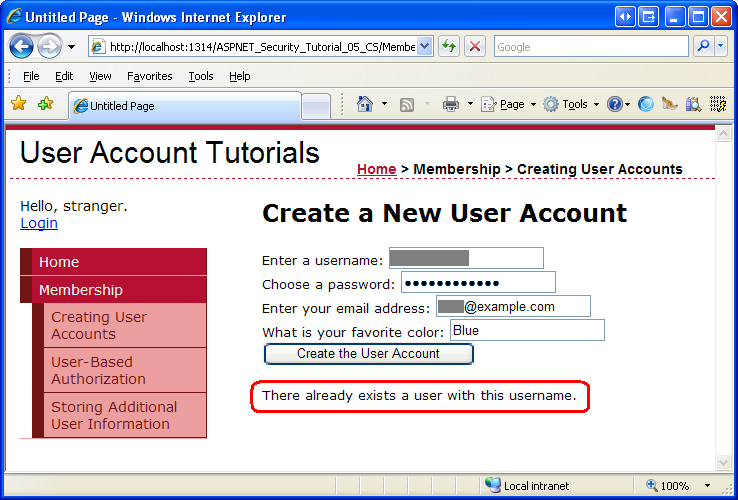 Untitled Page - Windows Internet Explorer
http://localhost:1314/ASPNET_Security_Tutorial_05_CS/Membe
Google
File Edit View Favorites Tools Help
Untitled Page
Page Tools
User Account Tutorials
Home > Membership > Creating User Accounts
Hello, stranger.
Login
Home
Membership
Creating User
Accounts
User-Based
Authorization
Storing Additional
User Information
Create a New User Account
Enter a username:
Choose a password: ●●●●●●●●●●●●
Enter your email address: @example.com
What is your favorite color: Blue
Create the User Account
There already exists a user with this username.
Local intranet
100%